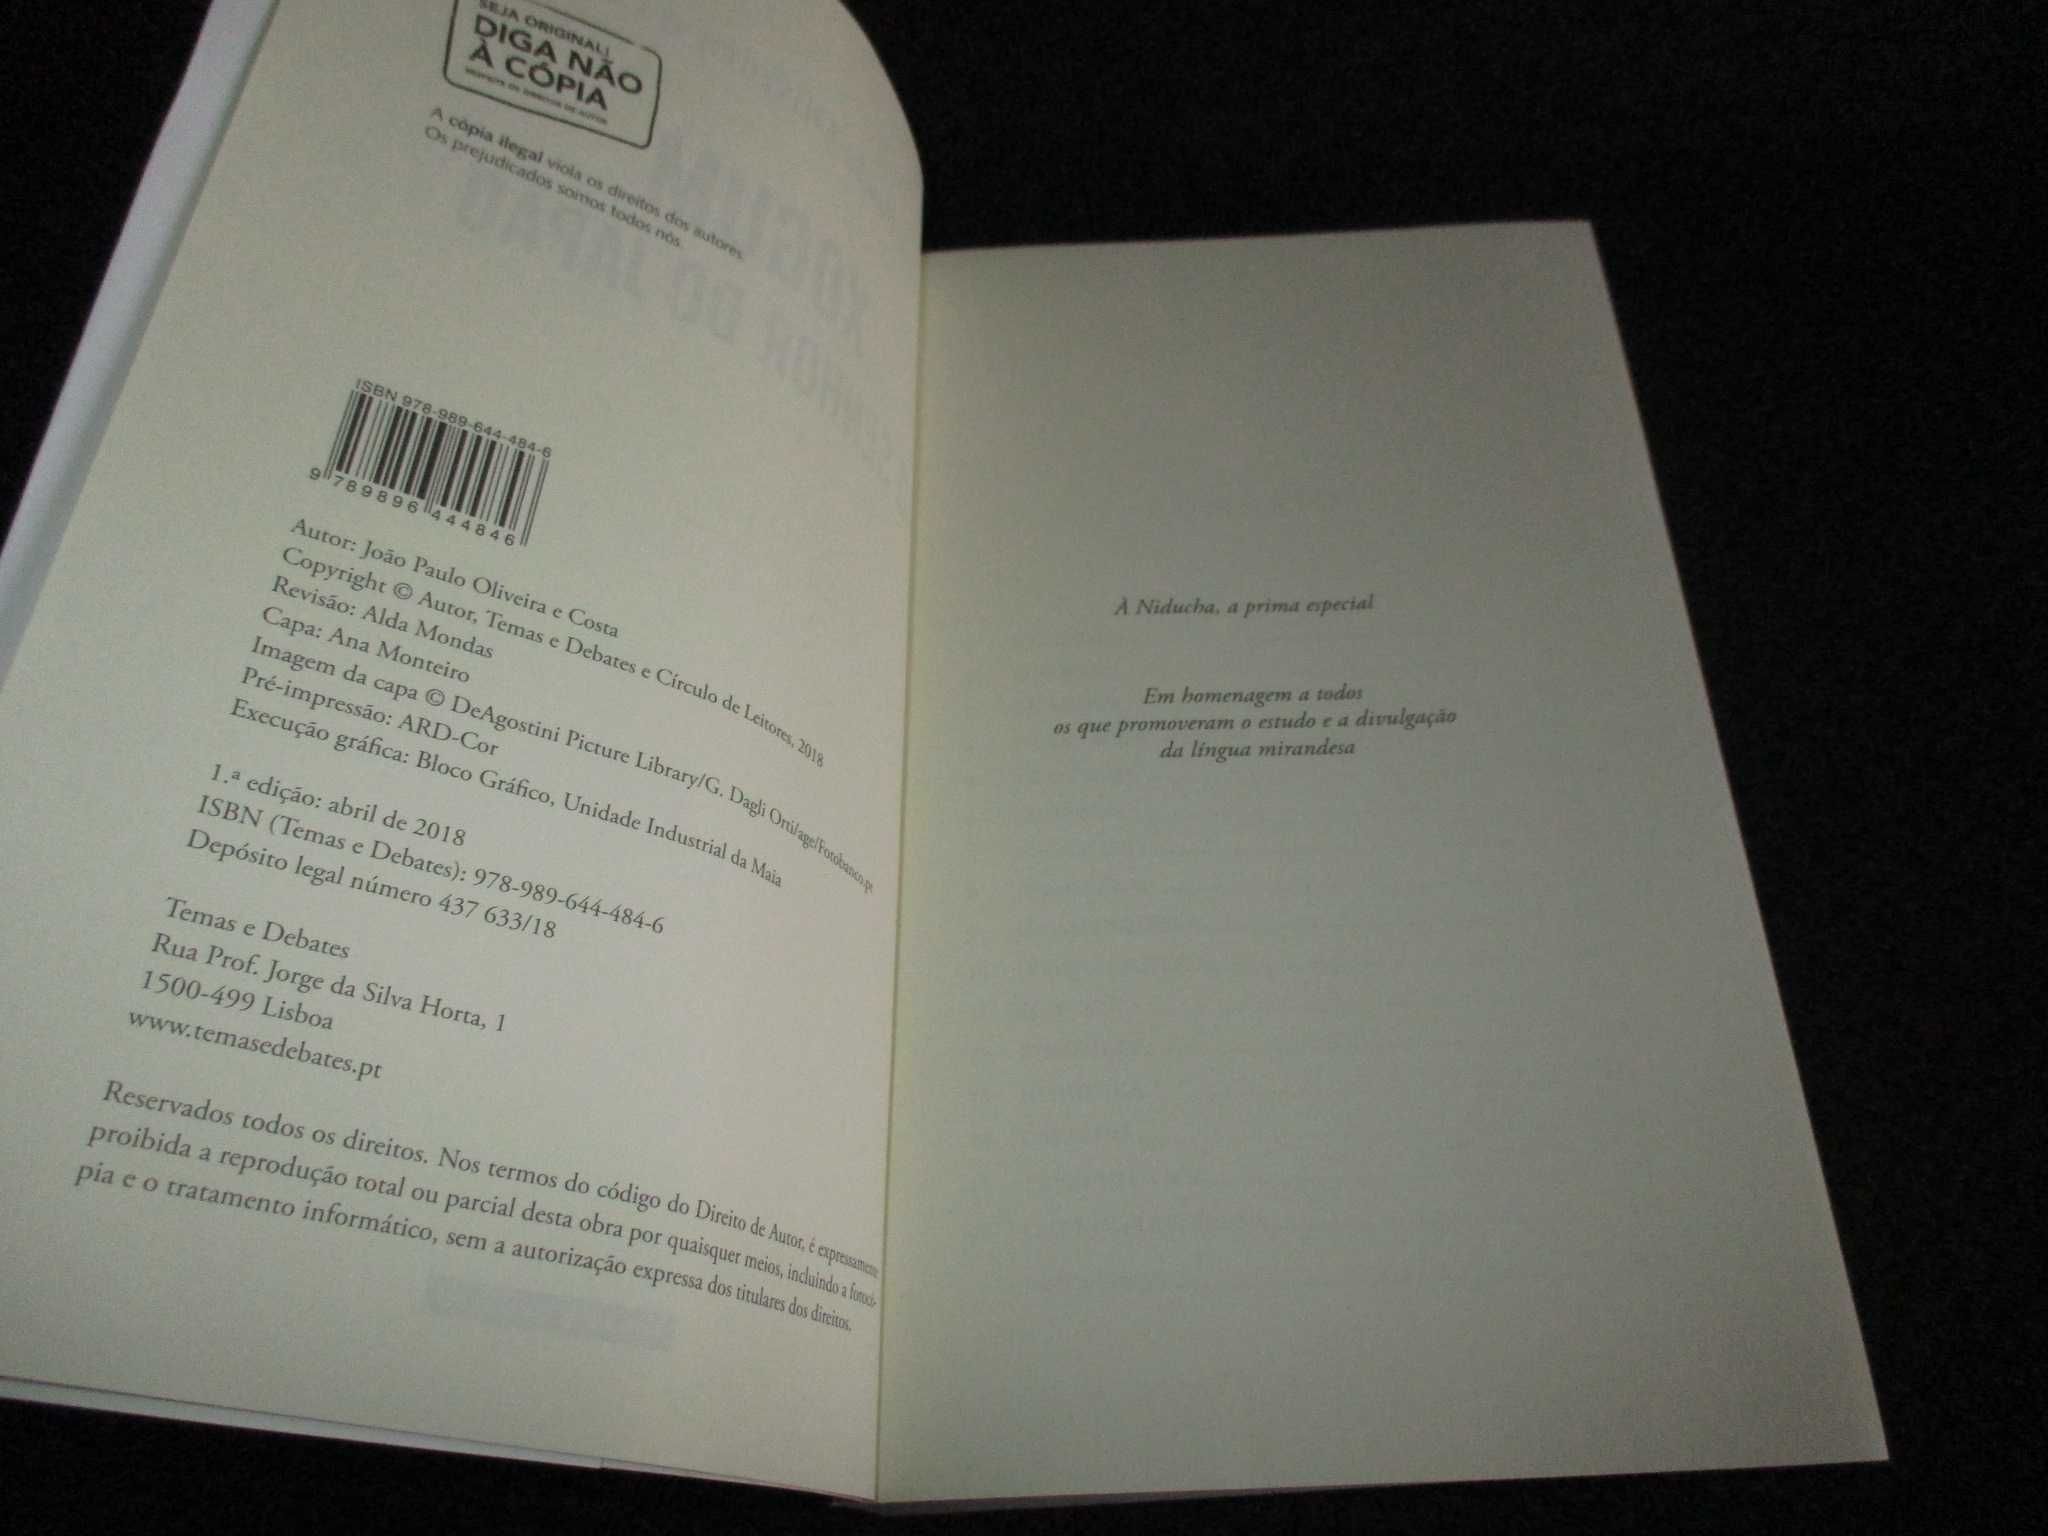 SEJA ORIGINAL!
DIGA NÃO
À CÓPIA
RESPEITE OS DIREITOS DE AUTOR
A cópia ilegal viola os direitos dos autores.
Os prejudicados somos todos nós.
ISBN 978-989-644-484-6
9 789896 444846
Autor: João Paulo Oliveira e Costa
Copyright © Autor, Temas e Debates e Círculo de Leitores, 2018
Revisão: Alda Mondas
Capa: Ana Monteiro
Imagem da capa © DeAgostini Picture Library/G. Dagli Orti/age/Fotobanco.pt
Pré-impressão: ARD-Cor
Execução gráfica: Bloco Gráfico, Unidade Industrial da Maia
1.ª edição: abril de 2018
ISBN (Temas e Debates): 978-989-644-484-6
Depósito legal número 437 633/18
Temas e Debates
Rua Prof. Jorge da Silva Horta, 1
1500-499 Lisboa
www.temasedebates.pt
Reservados todos os direitos. Nos termos do código do Direito de Autor, é expressamente
proibida a reprodução total ou parcial desta obra por quaisquer meios, incluindo a fotocó-
pia e o tratamento informático, sem a autorização expressa dos titulares dos direitos.
À Niducha, a prima especial
Em homenagem a todos
os que promoveram o estudo e a divulgação
da língua mirandesa